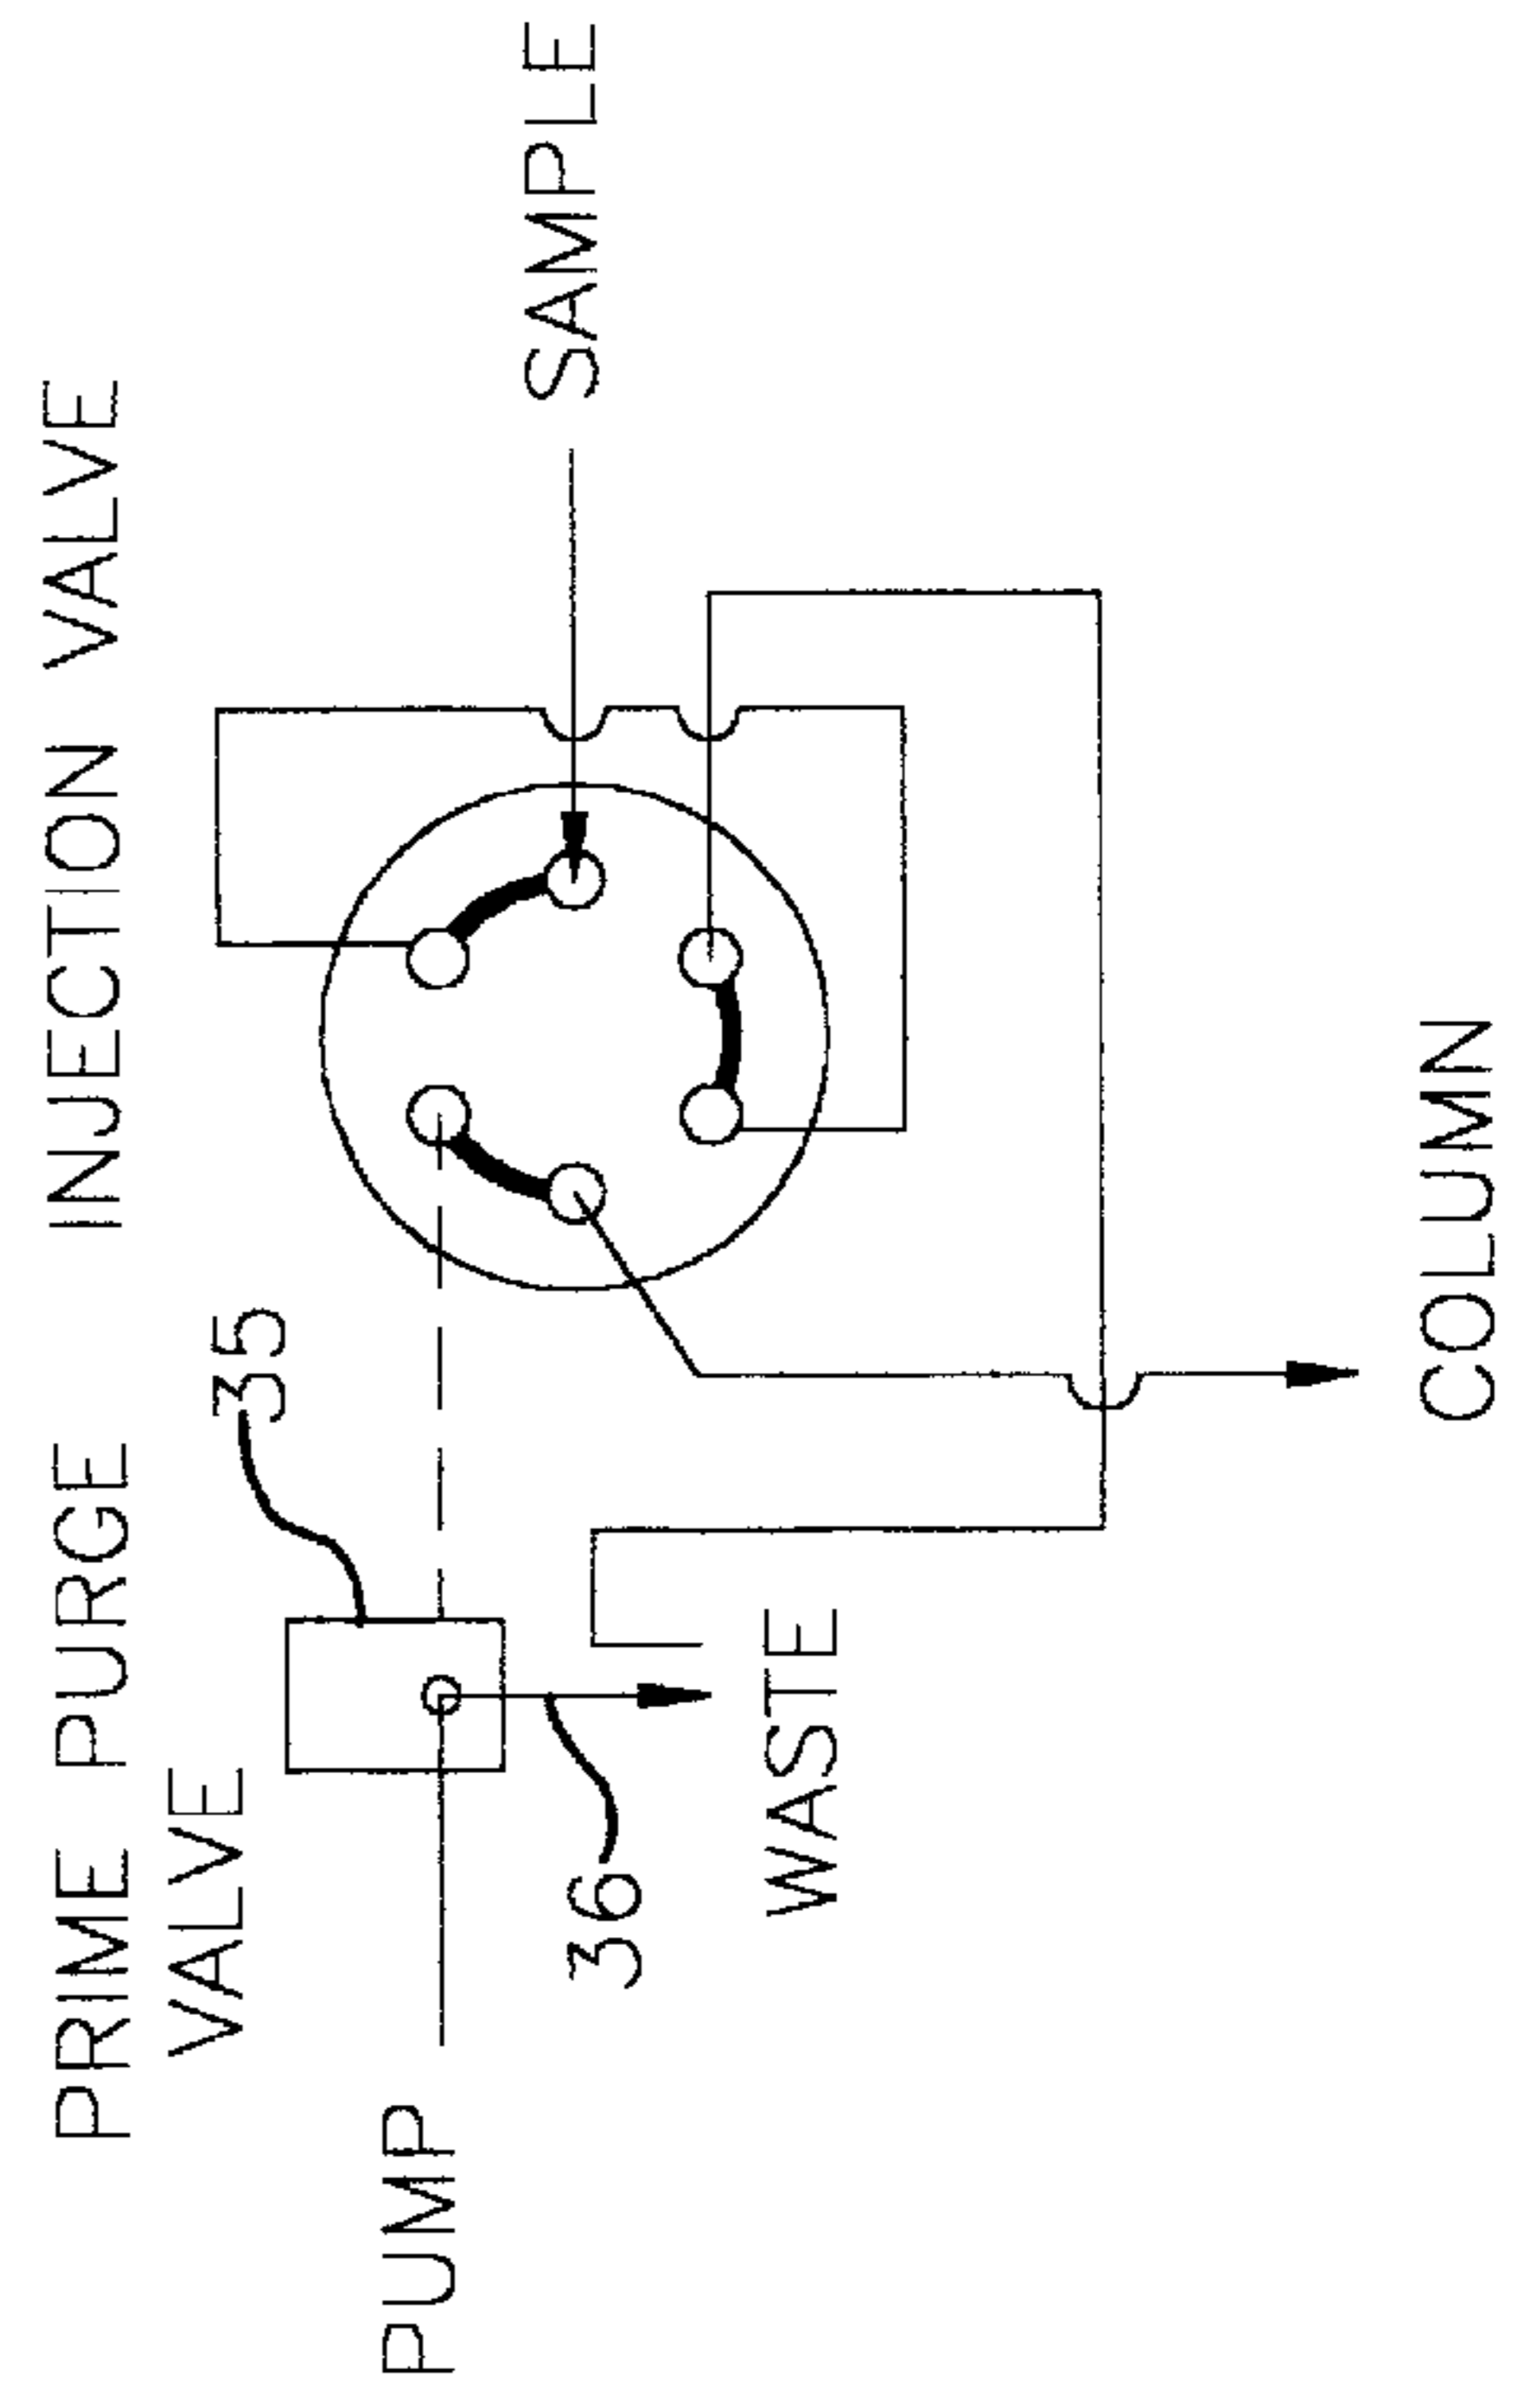 PRIME PURGE
VALVE
INJECTION VALVE
35
PUMP
36
SAMPLE
WASTE
COLUMN